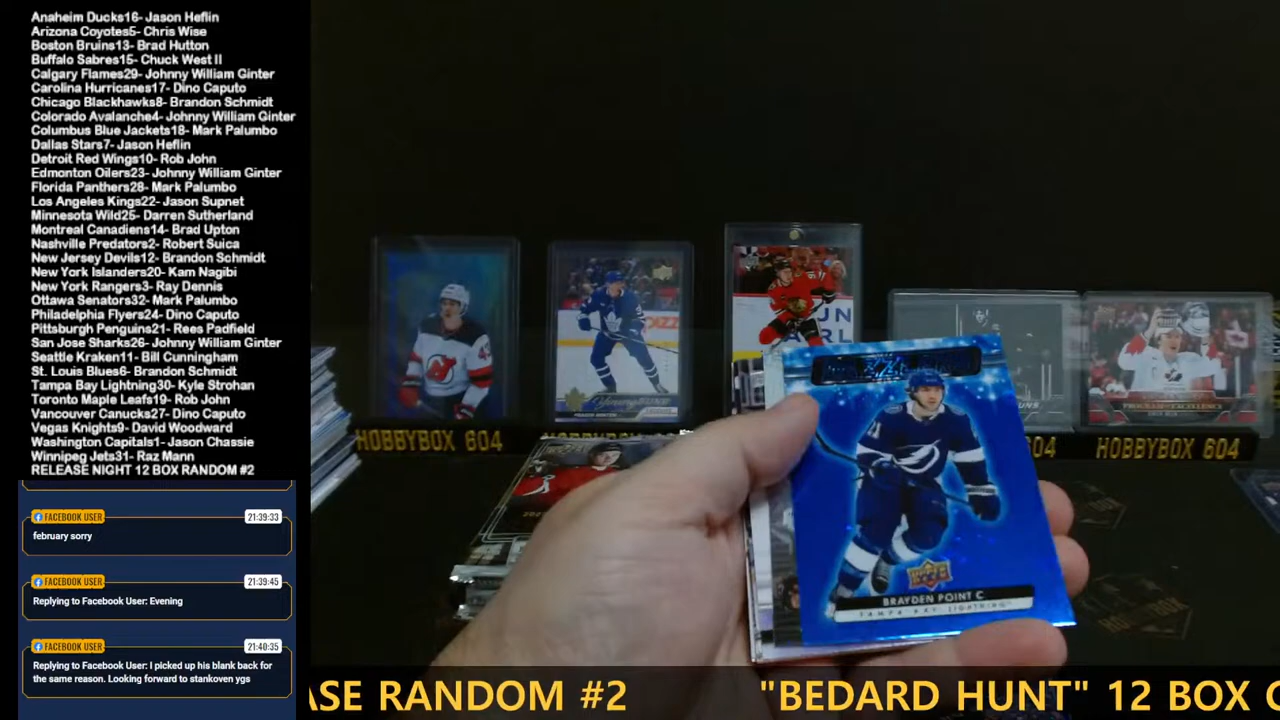 Anaheim Ducks16- Jason Heflin
Arizona Coyotes5- Chris Wise
Boston Bruins13- Brad Hutton
Buffalo Sabres15- Chuck West II
Calgary Flames29- Johnny William Ginter
Carolina Hurricanes17- Dino Caputo
Chicago Blackhawks8- Brandon Schmidt
Colorado Avalanche4- Johnny William Ginter
Columbus Blue Jackets18- Mark Palumbo
Dallas Stars7- Jason Heflin
Detroit Red Wings10- Rob John
Edmonton Oilers23- Johnny William Ginter
Florida Panthers28- Mark Palumbo
Los Angeles Kings22- Jason Supnet
Minnesota Wild25- Darren Sutherland
Montreal Canadiens14- Brad Upton
Nashville Predators2- Robert Suica
New Jersey Devils12- Brandon Schmidt
New York Islanders20- Kam Nagibi
New York Rangers3- Ray Dennis
Ottawa Senators32- Mark Palumbo
Philadelphia Flyers24- Dino Caputo
Pittsburgh Penguins21- Rees Padfield
San Jose Sharks26- Johnny William Ginter
Seattle Kraken11- Bill Cunningham
St. Louis Blues6- Brandon Schmidt
Tampa Bay Lightning30- Kyle Strohan
Toronto Maple Leafs19- Rob John
Vancouver Canucks27- Dino Caputo
Vegas Knights9- David Woodward
Washington Capitals1- Jason Chassie
Winnipeg Jets31- Raz Mann
RELEASE NIGHT 12 BOX RANDOM #2
FACEBOOK USER 21:39:33
february sorry
FACEBOOK USER 21:39:45
Replying to Facebook User: Evening
FACEBOOK USER 21:40:35
Replying to Facebook User: I picked up his blank back for
the same reason. Looking forward to stankoven ygs
HOBBYBOX 604
604
HOBBYBOX 604
PROGRAM OF EXCELLENCE
UPPER DECK
BRAYDEN POINT C
TAMPA BAY LIGHTNING
ASE RANDOM #2 "BEDARD HUNT" 12 BOX